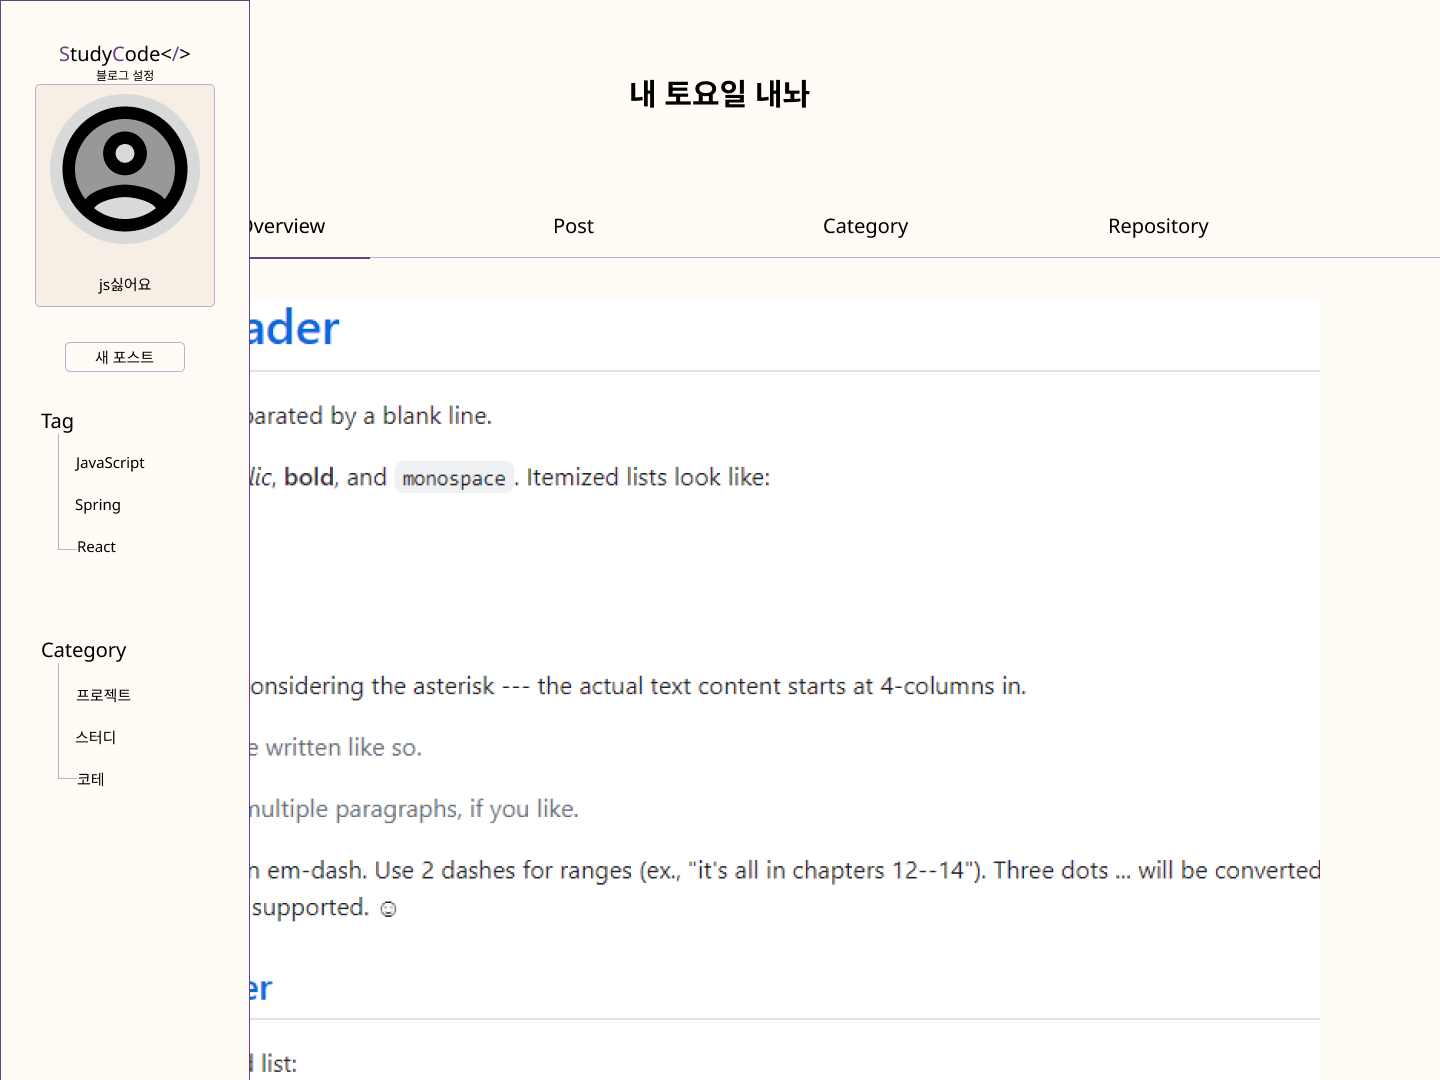 StudyCode</>
블로그 설정
js싫어요
새 포스트
Tag
JavaScript
Spring
React
Category
프로젝트
스터디
코테
내 토요일 내놔
Overview
Post
Category
Repository
ader
parated by a blank line.
lic, bold, and monospace. Itemized lists look like:
onsidering the asterisk --- the actual text content starts at 4-columns in.
e written like so.
multiple paragraphs, if you like.
n em-dash. Use 2 dashes for ranges (ex., "it's all in chapters 12--14"). Three dots ... will be converted
supported. ☺
er
d list: